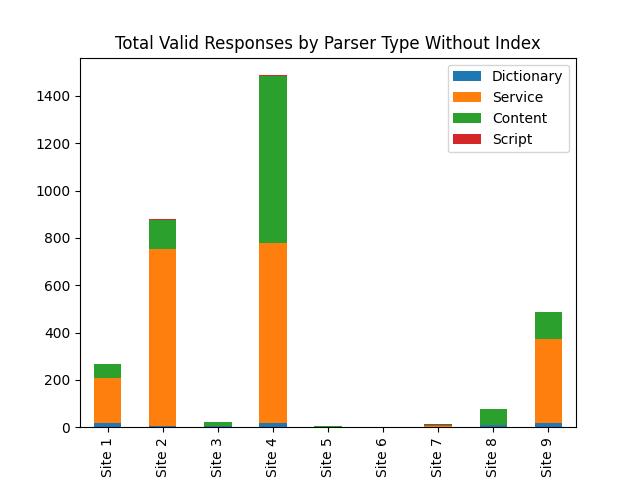 Total Valid Responses by Parser Type Without Index
Dictionary
Service
Content
Script
1400
1200
1000
800
600
400
200
0
Site 1
Site 2
Site 3
Site 4
Site 5
Site 6
Site 7
Site 8
Site 9